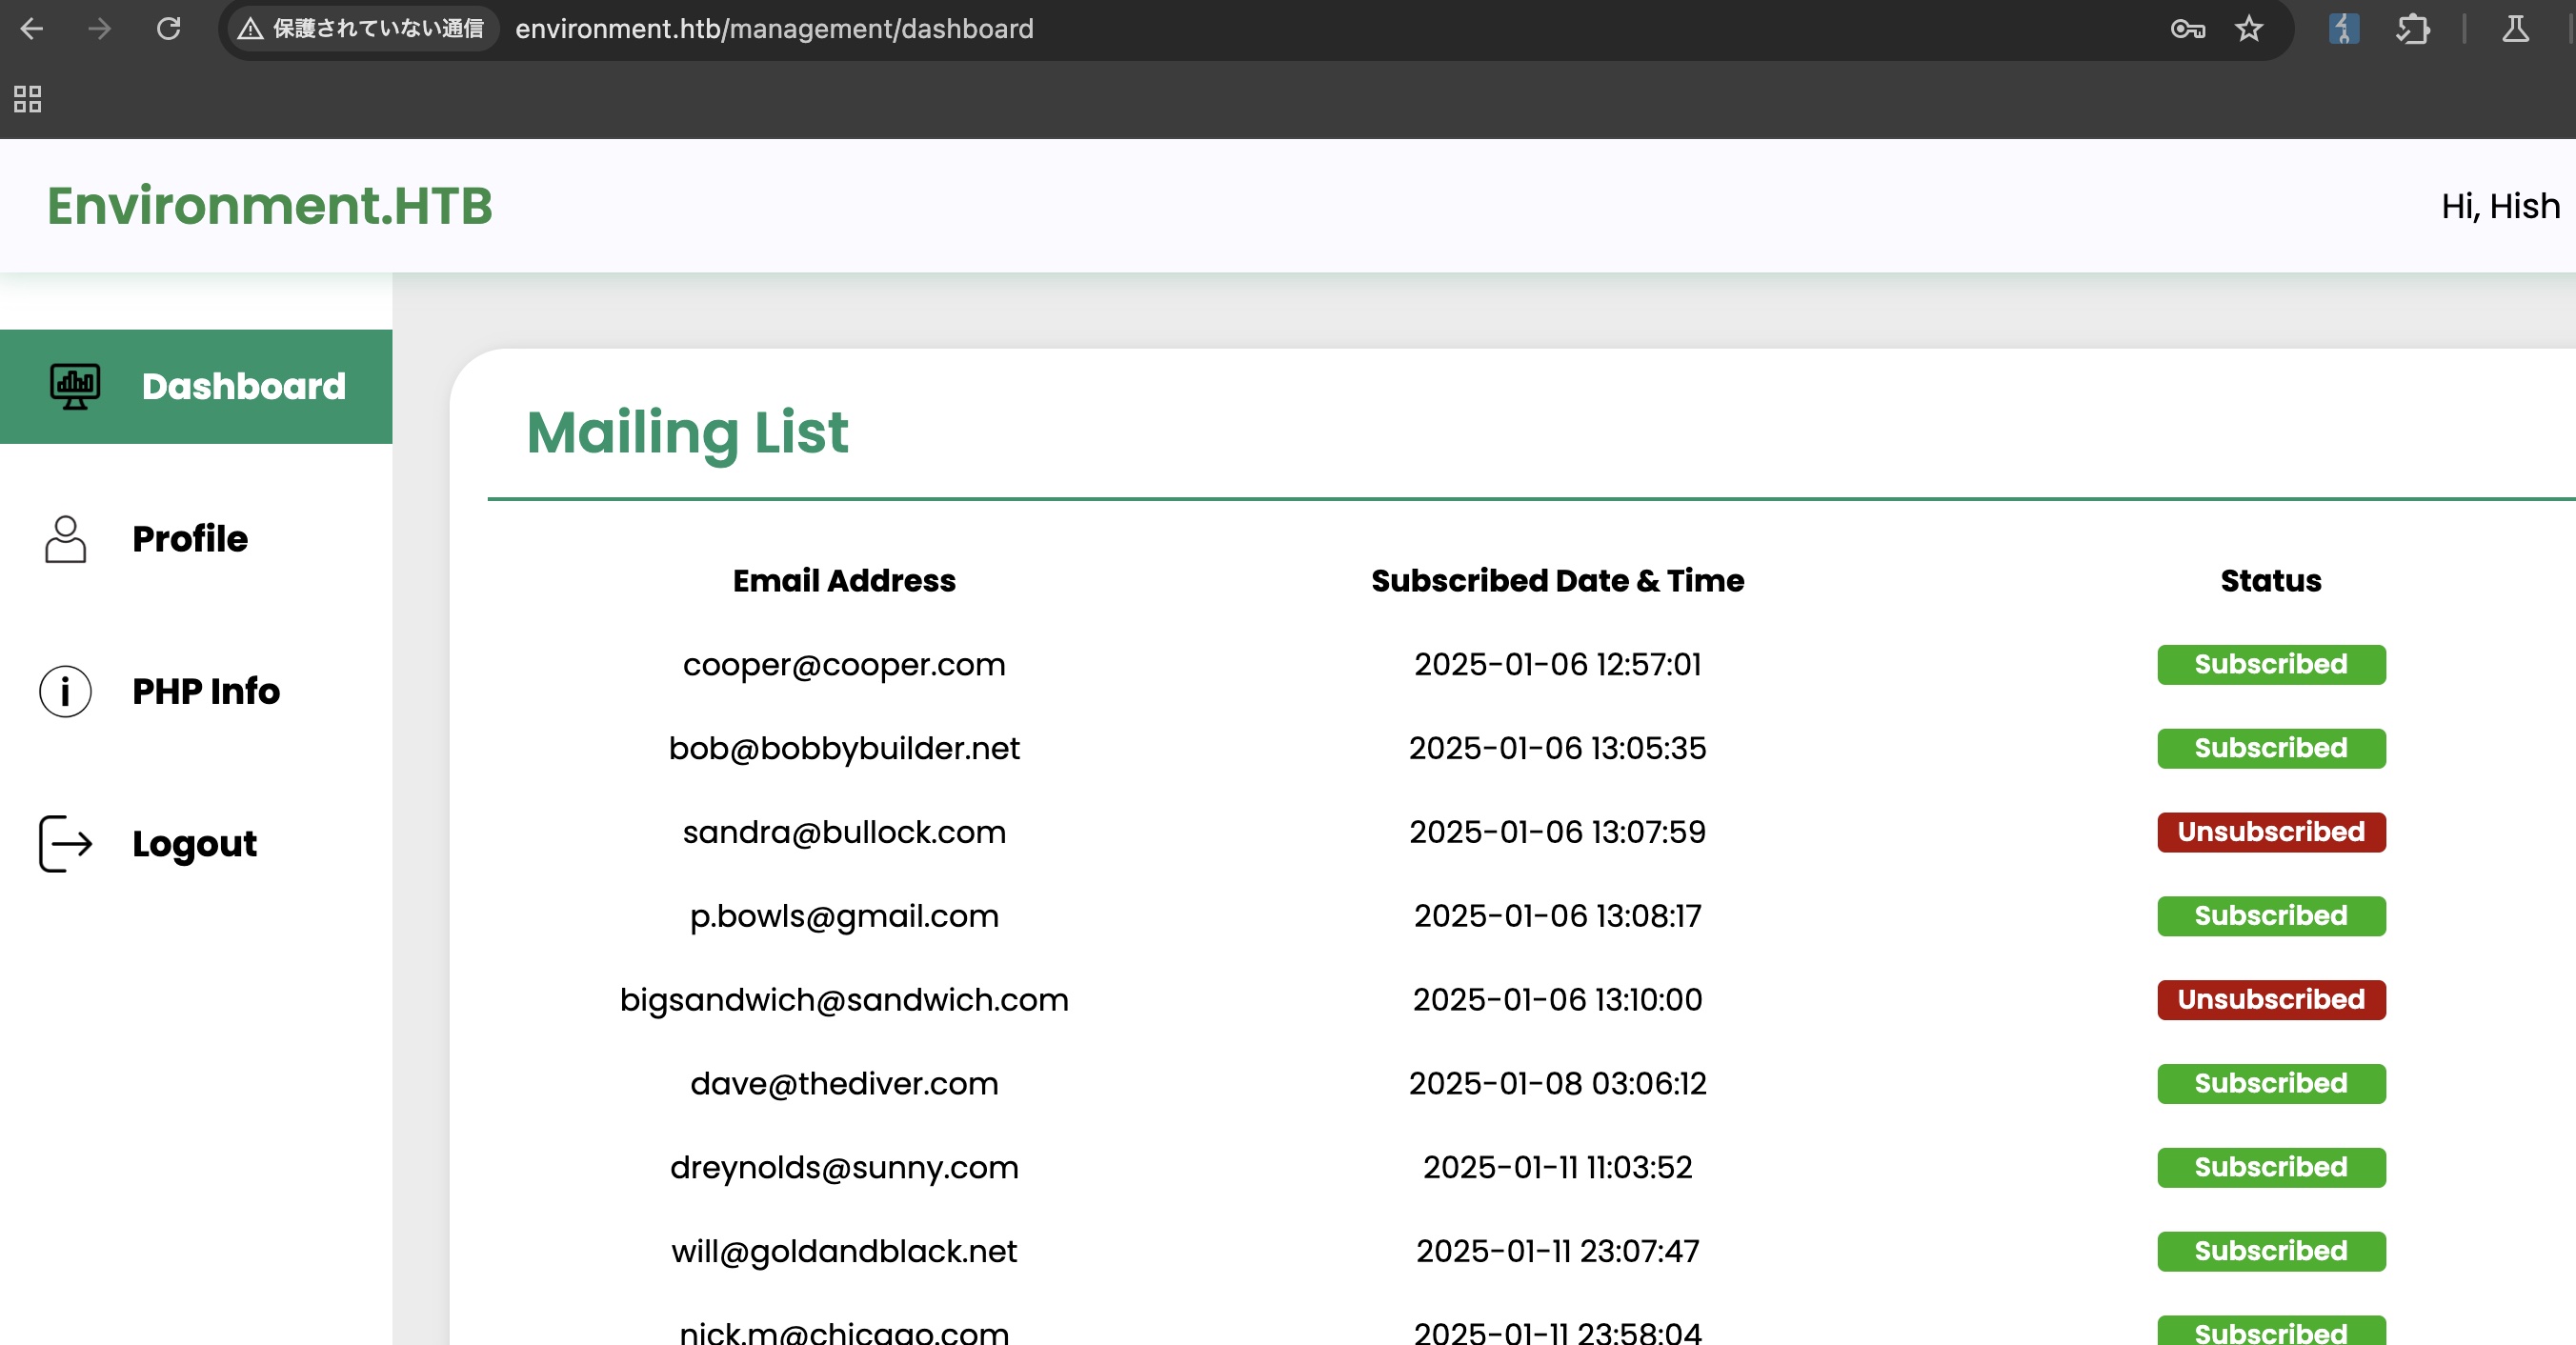 保護されていない通信 environment.htb/management/dashboard
Environment.HTB
Hi, Hish
Dashboard
Profile
PHP Info
Logout
Mailing List
Email Address Subscribed Date & Time Status
cooper@cooper.com 2025-01-06 12:57:01 Subscribed
bob@bobbybuilder.net 2025-01-06 13:05:35 Subscribed
sandra@bullock.com 2025-01-06 13:07:59 Unsubscribed
p.bowls@gmail.com 2025-01-06 13:08:17 Subscribed
bigsandwich@sandwich.com 2025-01-06 13:10:00 Unsubscribed
dave@thediver.com 2025-01-08 03:06:12 Subscribed
dreynolds@sunny.com 2025-01-11 11:03:52 Subscribed
will@goldandblack.net 2025-01-11 23:07:47 Subscribed
nick.m@chicago.com 2025-01-11 23:58:04 Subscribed